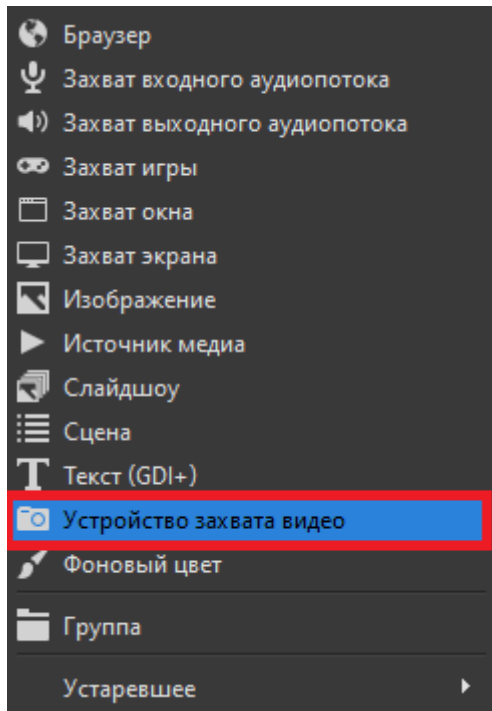 Браузер
Захват входного аудиопотока
Захват выходного аудиопотока
Захват игры
Захват окна
Захват экрана
Изображение
Источник медиа
Слайдшоу
Сцена
Текст (GDI+)
Устройство захвата видео
Фоновый цвет
Группа
Устаревшее